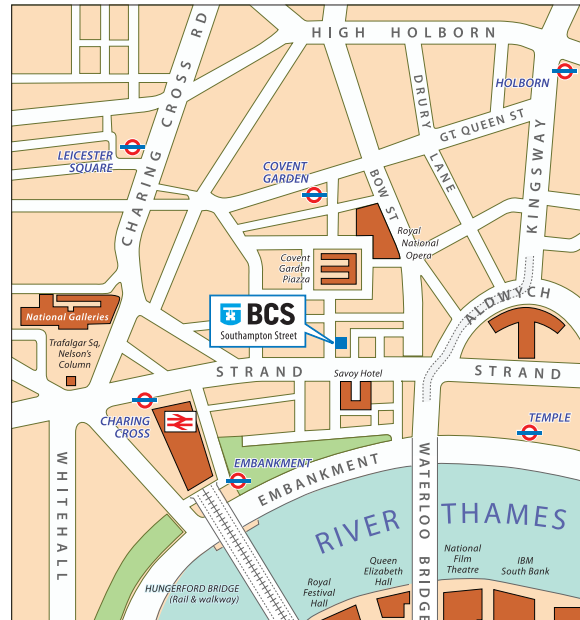 HIGH HOLBORN
CHARING CROSS RD
HOLBORN
DRURY LANE
GT QUEEN ST
KINGSWAY
LEICESTER
SQUARE
COVENT
GARDEN
BOW ST
Royal
National
Opera
Covent
Garden
Piazza
ALDWYCH
National Galleries
BCS
Southampton Street
Trafalgar Sq,
Nelson's
Column
STRAND
Savoy Hotel
STRAND
CHARING
CROSS
TEMPLE
WHITEHALL
EMBANKMENT
EMBANKMENT
WATERLOO BRIDGE
RIVER THAMES
HUNGERFORD BRIDGE
(Rail & walkway)
Royal
Festival
Hall
Queen
Elizabeth
Hall
National
Film
Theatre
IBM
South Bank